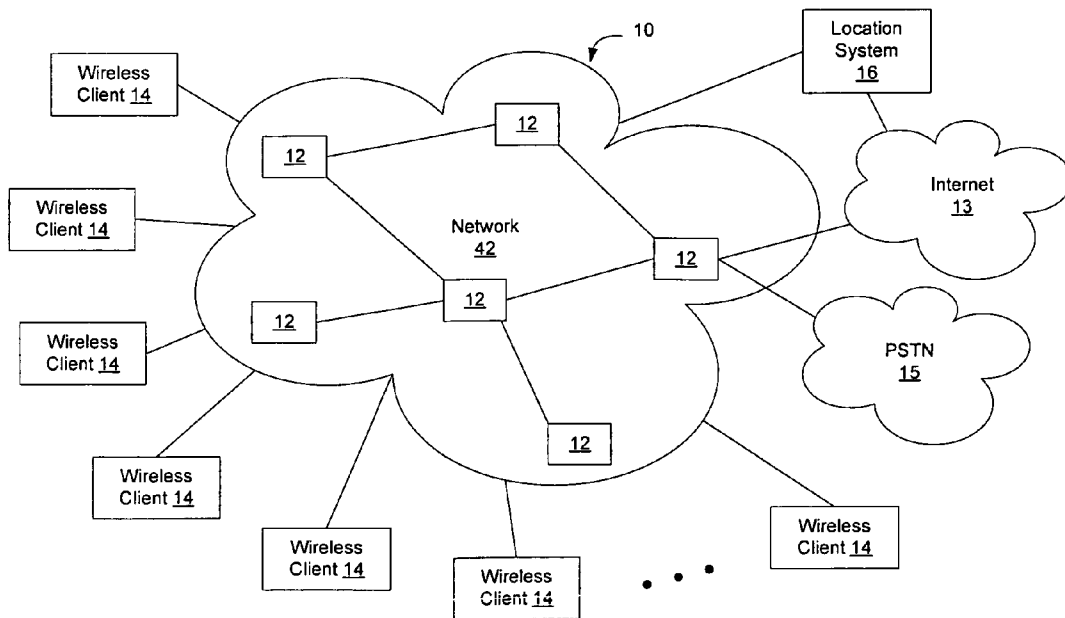 10
Location
System
16
Wireless
Client 14
12
12
Wireless
Client 14
Internet
13
Network
42
12
12
12
Wireless
Client 14
PSTN
15
12
Wireless
Client 14
Wireless
Client 14
Wireless
Client 14
Wireless
Client 14